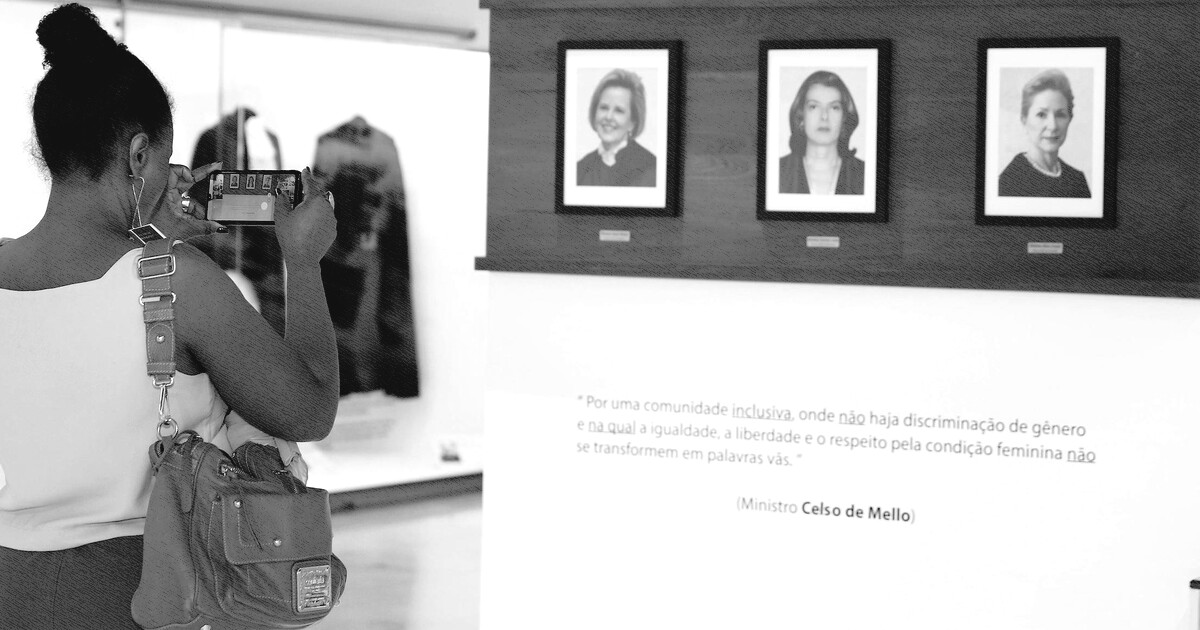 “ Por uma comunidade inclusiva, onde não haja discriminação de gênero
e na qual a igualdade, a liberdade e o respeito pela condição feminina não
se transformem em palavras vãs. ”
(Ministro Celso de Mello)